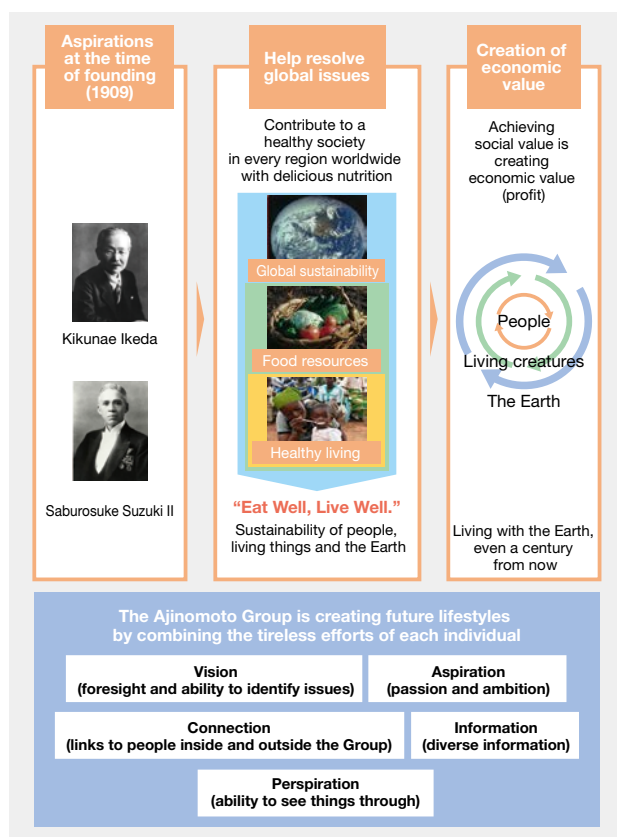 Aspirations
at the time
of founding
(1909)
Kikunae Ikeda
Saburosuke Suzuki II
Help resolve
global issues
Contribute to a
healthy society
in every region worldwide
with delicious nutrition
Global sustainability
Food resources
Healthy living
“Eat Well, Live Well.”
Sustainability of people,
living things and the Earth
Creation of
economic
value
Achieving
social value is
creating
economic value
(profit)
People
Living creatures
The Earth
Living with the Earth,
even a century
from now
The Ajinomoto Group is creating future lifestyles
by combining the tireless efforts of each individual
Vision
(foresight and ability to identify issues)
Aspiration
(passion and ambition)
Connection
(links to people inside and outside the Group)
Information
(diverse information)
Perspiration
(ability to see things through)